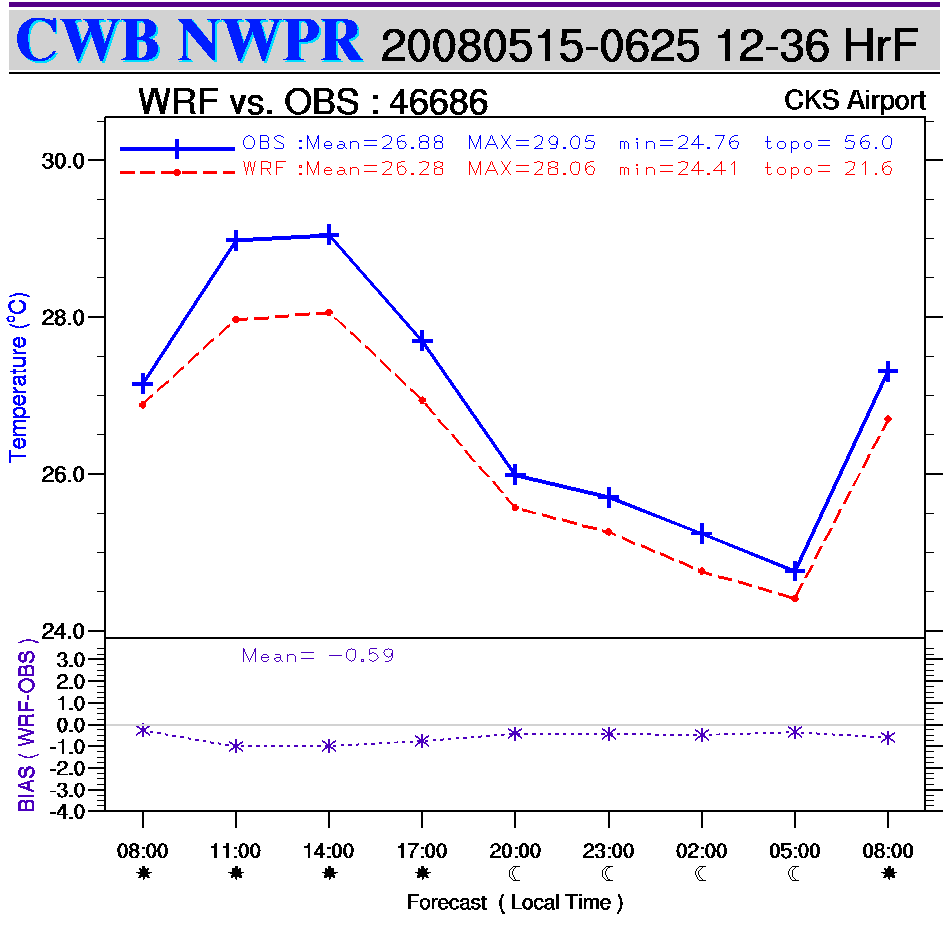 CWB NWPR 20080515-0625 12-36 HrF
WRF vs. OBS : 46686 CKS Airport
OBS :Mean=26.88 MAX=29.05 min=24.76 topo= 56.0
WRF :Mean=26.28 MAX=28.06 min=24.41 topo= 21.6
30.0
28.0
26.0
24.0
Temperature (°C)
Mean= −0.59
3.0
2.0
1.0
0.0
-1.0
-2.0
-3.0
-4.0
BIAS ( WRF-OBS )
08:00 11:00 14:00 17:00 20:00 23:00 02:00 05:00 08:00
Forecast ( Local Time )